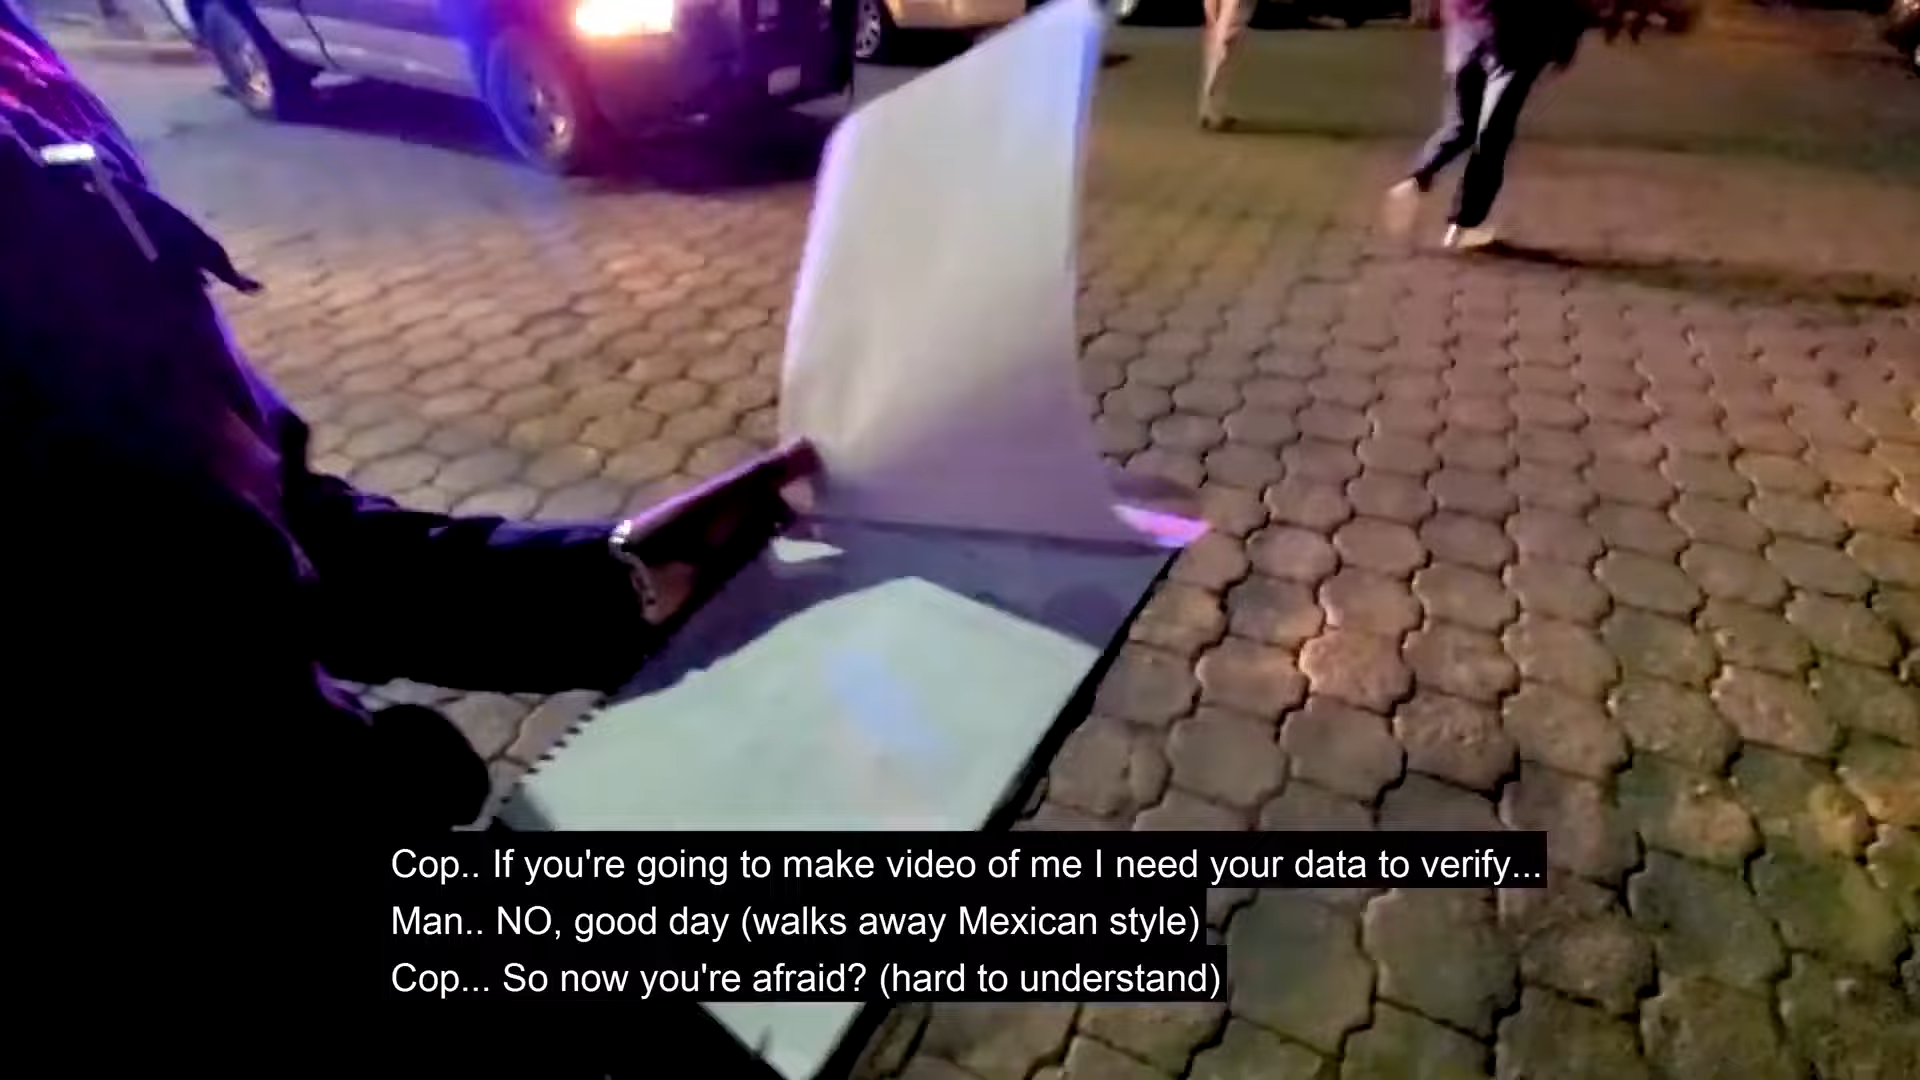 Cop.. If you're going to make video of me I need your data to verify...
Man.. NO, good day (walks away Mexican style)
Cop... So now you're afraid? (hard to understand)